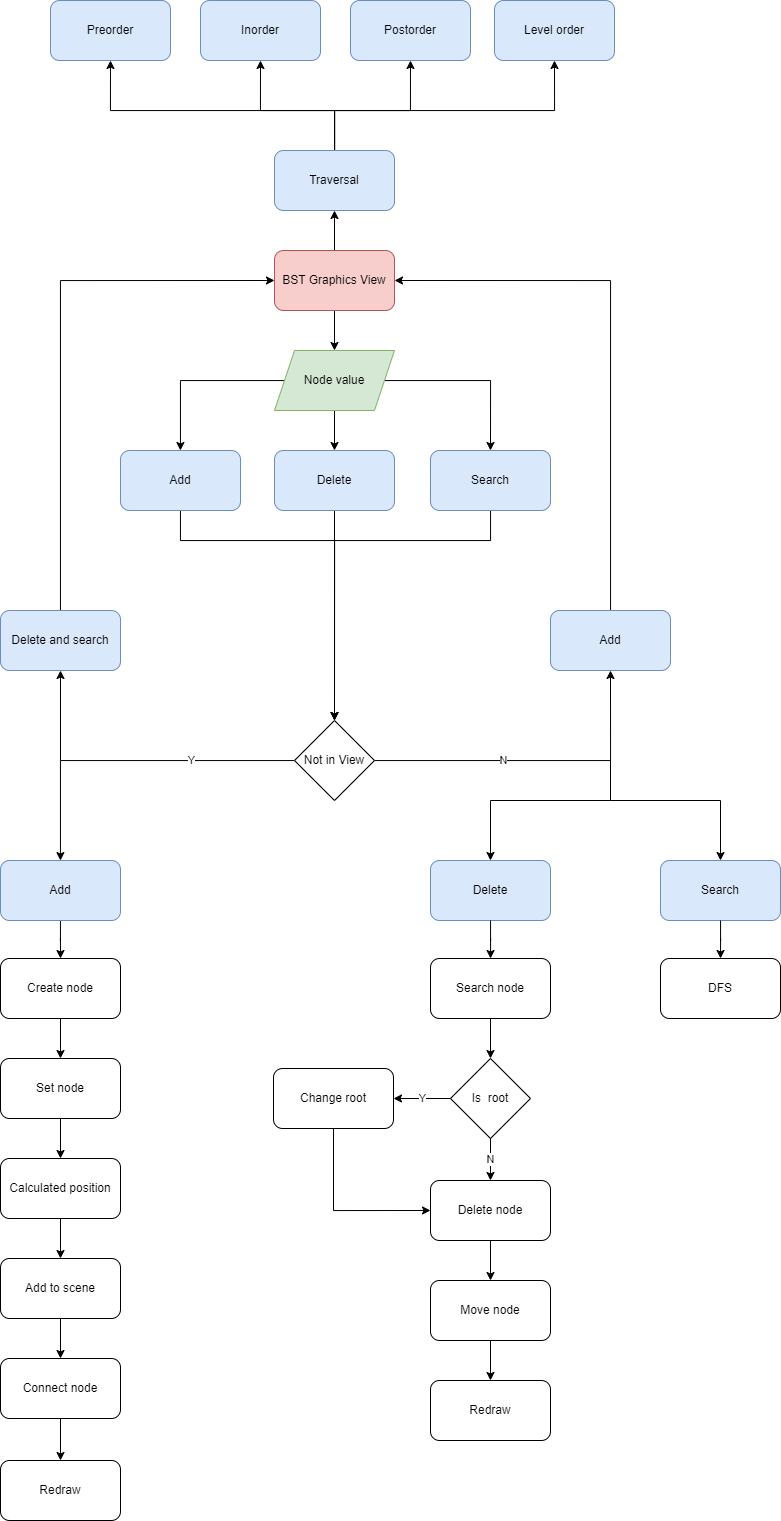 Preorder
Inorder
Postorder
Level order
Traversal
BST Graphics View
Node value
Add
Delete
Search
Delete and search
Add
Not in View
Y
N
Add
Delete
Search
Create node
Search node
DFS
Set node
Change root
Y
Is root
N
Calculated position
Delete node
Add to scene
Move node
Connect node
Redraw
Redraw